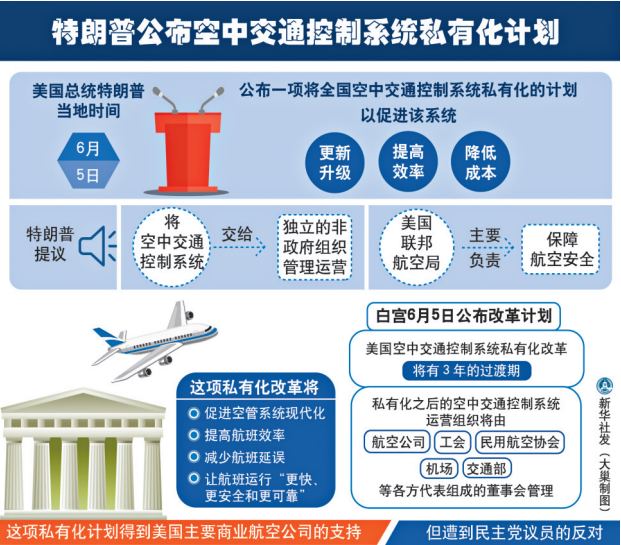 特朗普公布空中交通控制系统私有化计划
美国总统特朗普
当地时间
6月
5日
公布一项将全国空中交通控制系统私有化的计划
以促进该系统
更新
升级
提高
效率
降低
成本
特朗普
提议
将
空中交通
控制系统
交给
独立的非
政府组织
管理运营
美国
联邦
航空局
主要
负责
保障
航空安全
白宫6月5日公布改革计划
美国空中交通控制系统私有化改革
将有3年的过渡期
私有化之后的空中交通控制系统
运营组织将由
航空公司 工会 民用航空协会
机场 交通部
等各方代表组成的董事会管理
这项私有化改革将
促进空管系统现代化
提高航班效率
减少航班延误
让航班运行“更快、
更安全和更可靠”
新华社发（大巢制图）
这项私有化计划得到美国主要商业航空公司的支持
但遭到民主党议员的反对